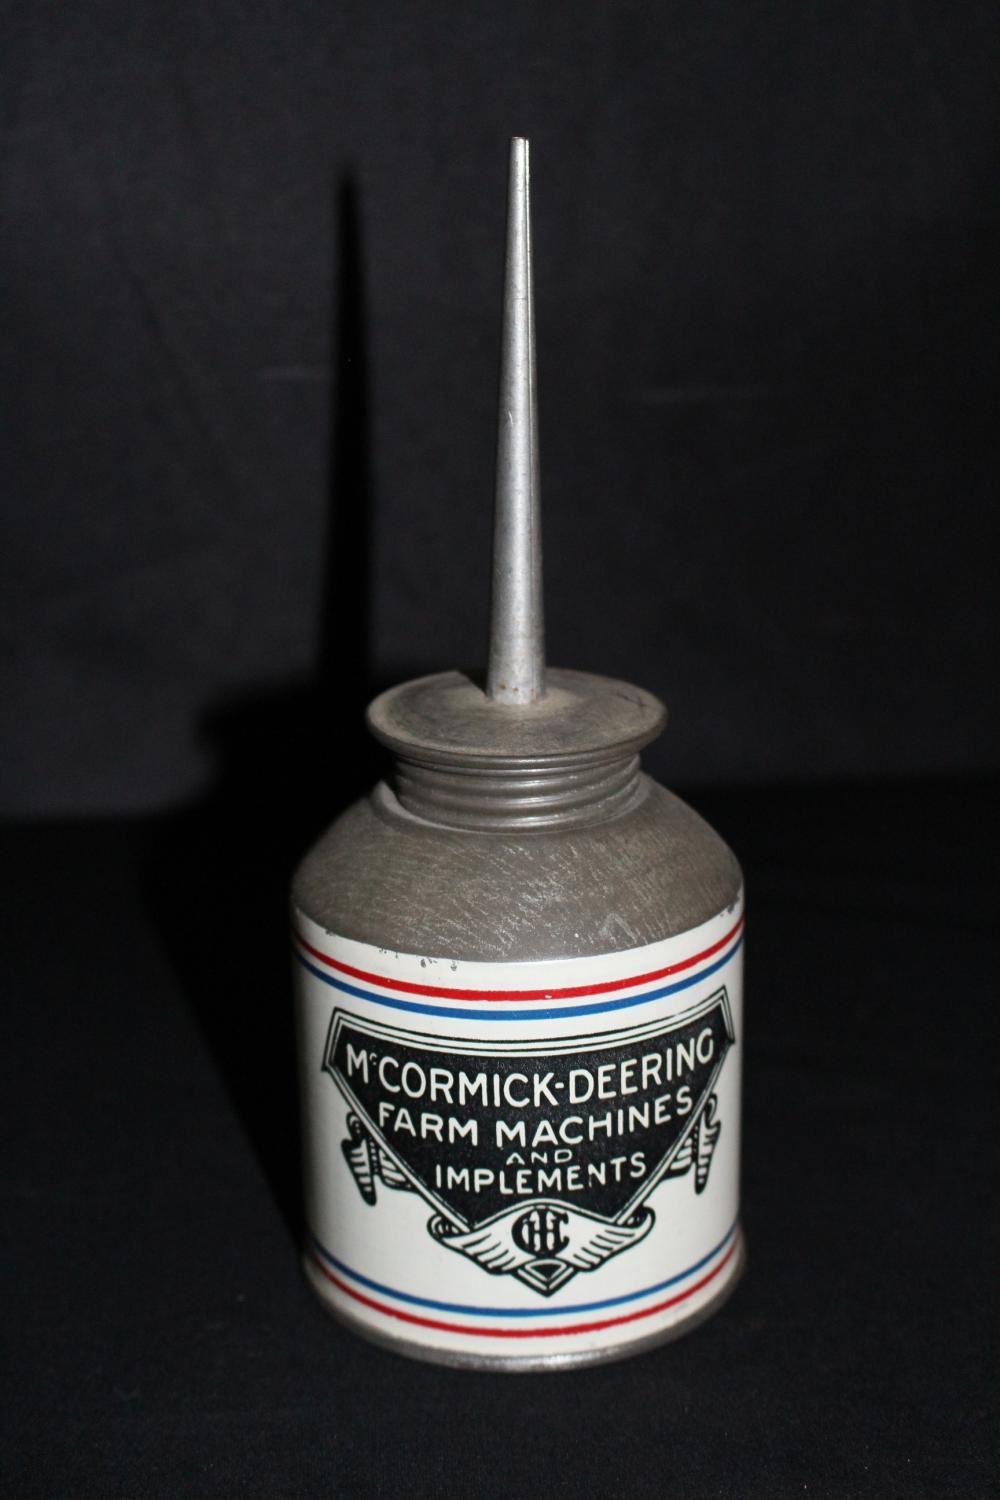 McCORMICK-DEERING
FARM MACHINES
AND
IMPLEMENTS
IHC